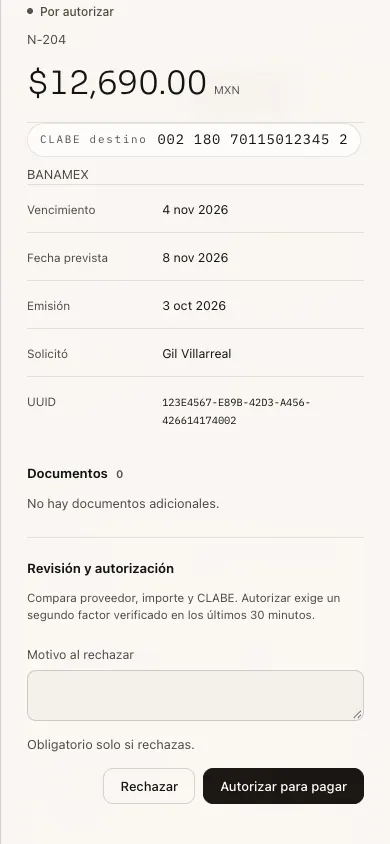 Por autorizar
N-204
$12,690.00 MXN
CLABE destino 002 180 70115012345 2
BANAMEX
Vencimiento 4 nov 2026
Fecha prevista 8 nov 2026
Emisión 3 oct 2026
Solicitó Gil Villarreal
UUID 123E4567-E89B-42D3-A456-
426614174002
Documentos 0
No hay documentos adicionales.
Revisión y autorización
Compara proveedor, importe y CLABE. Autorizar exige un
segundo factor verificado en los últimos 30 minutos.
Motivo al rechazar
Obligatorio solo si rechazas.
Rechazar Autorizar para pagar